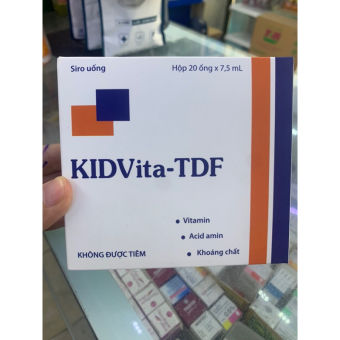 Siro uống
Hộp 20 ống x 7,5 mL
KIDVita-TDF
Vitamin
Acid amin
Khoáng chất
KHÔNG ĐƯỢC TIÊM